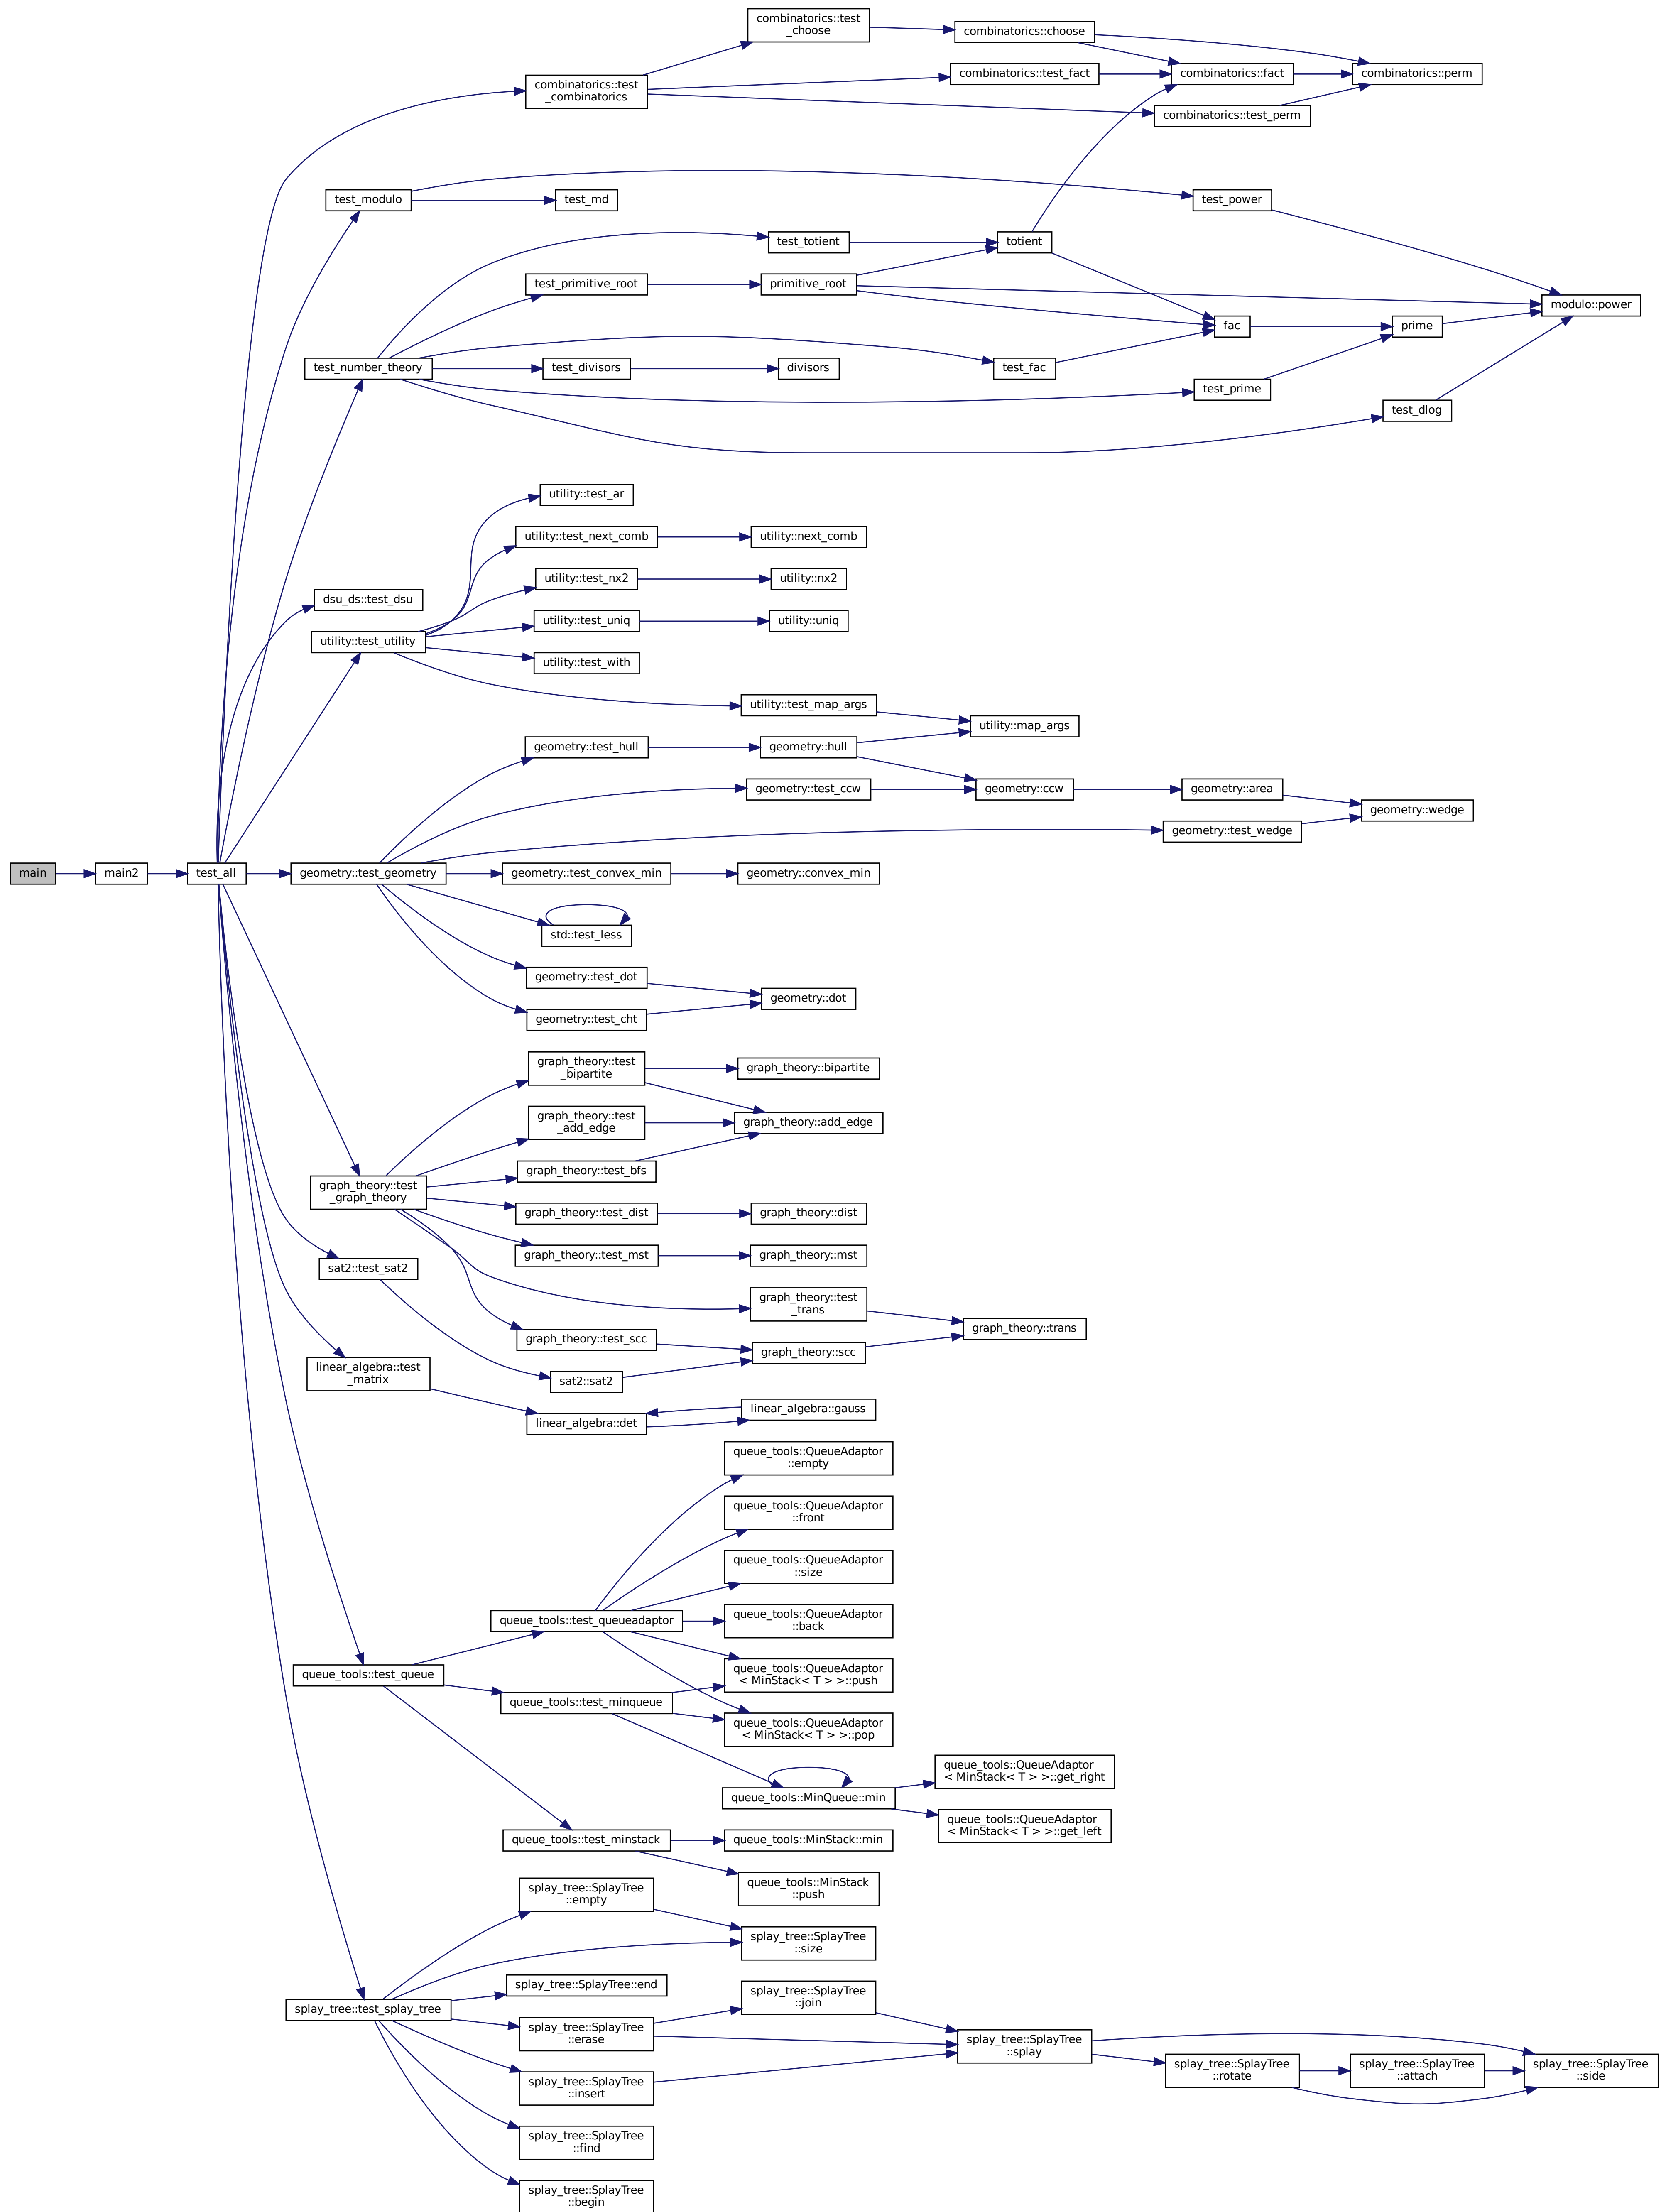 combinatorics::test
_choose
combinatorics::choose
combinatorics::test_fact
combinatorics::fact
combinatorics::perm
combinatorics::test
_combinatorics
combinatorics::test_perm
test_modulo
test_md
test_power
test_totient
totient
test_primitive_root
primitive_root
modulo::power
fac
prime
test_number_theory
test_divisors
divisors
test_fac
test_prime
test_dlog
utility::test_ar
utility::test_next_comb
utility::next_comb
utility::test_nx2
utility::nx2
dsu_ds::test_dsu
utility::test_uniq
utility::uniq
utility::test_utility
utility::test_with
utility::test_map_args
utility::map_args
geometry::test_hull
geometry::hull
geometry::test_ccw
geometry::ccw
geometry::area
geometry::wedge
geometry::test_wedge
main
main2
test_all
geometry::test_geometry
geometry::test_convex_min
geometry::convex_min
std::test_less
geometry::test_dot
geometry::dot
geometry::test_cht
graph_theory::test
_bipartite
graph_theory::bipartite
graph_theory::test
_add_edge
graph_theory::add_edge
graph_theory::test_bfs
graph_theory::test
_graph_theory
graph_theory::test_dist
graph_theory::dist
graph_theory::test_mst
graph_theory::mst
sat2::test_sat2
graph_theory::test
_trans
graph_theory::trans
graph_theory::test_scc
graph_theory::scc
linear_algebra::test
_matrix
sat2::sat2
linear_algebra::gauss
linear_algebra::det
queue_tools::QueueAdaptor
::empty
queue_tools::QueueAdaptor
::front
queue_tools::QueueAdaptor
::size
queue_tools::test_queueadaptor
queue_tools::QueueAdaptor
::back
queue_tools::test_queue
queue_tools::QueueAdaptor
< MinStack< T > >::push
queue_tools::test_minqueue
queue_tools::QueueAdaptor
< MinStack< T > >::pop
queue_tools::QueueAdaptor
< MinStack< T > >::get_right
queue_tools::MinQueue::min
queue_tools::QueueAdaptor
< MinStack< T > >::get_left
queue_tools::test_minstack
queue_tools::MinStack::min
queue_tools::MinStack
::push
splay_tree::SplayTree
::empty
splay_tree::SplayTree
::size
splay_tree::SplayTree::end
splay_tree::test_splay_tree
splay_tree::SplayTree
::join
splay_tree::SplayTree
::erase
splay_tree::SplayTree
::splay
splay_tree::SplayTree
::rotate
splay_tree::SplayTree
::attach
splay_tree::SplayTree
::side
splay_tree::SplayTree
::insert
splay_tree::SplayTree
::find
splay_tree::SplayTree
::begin